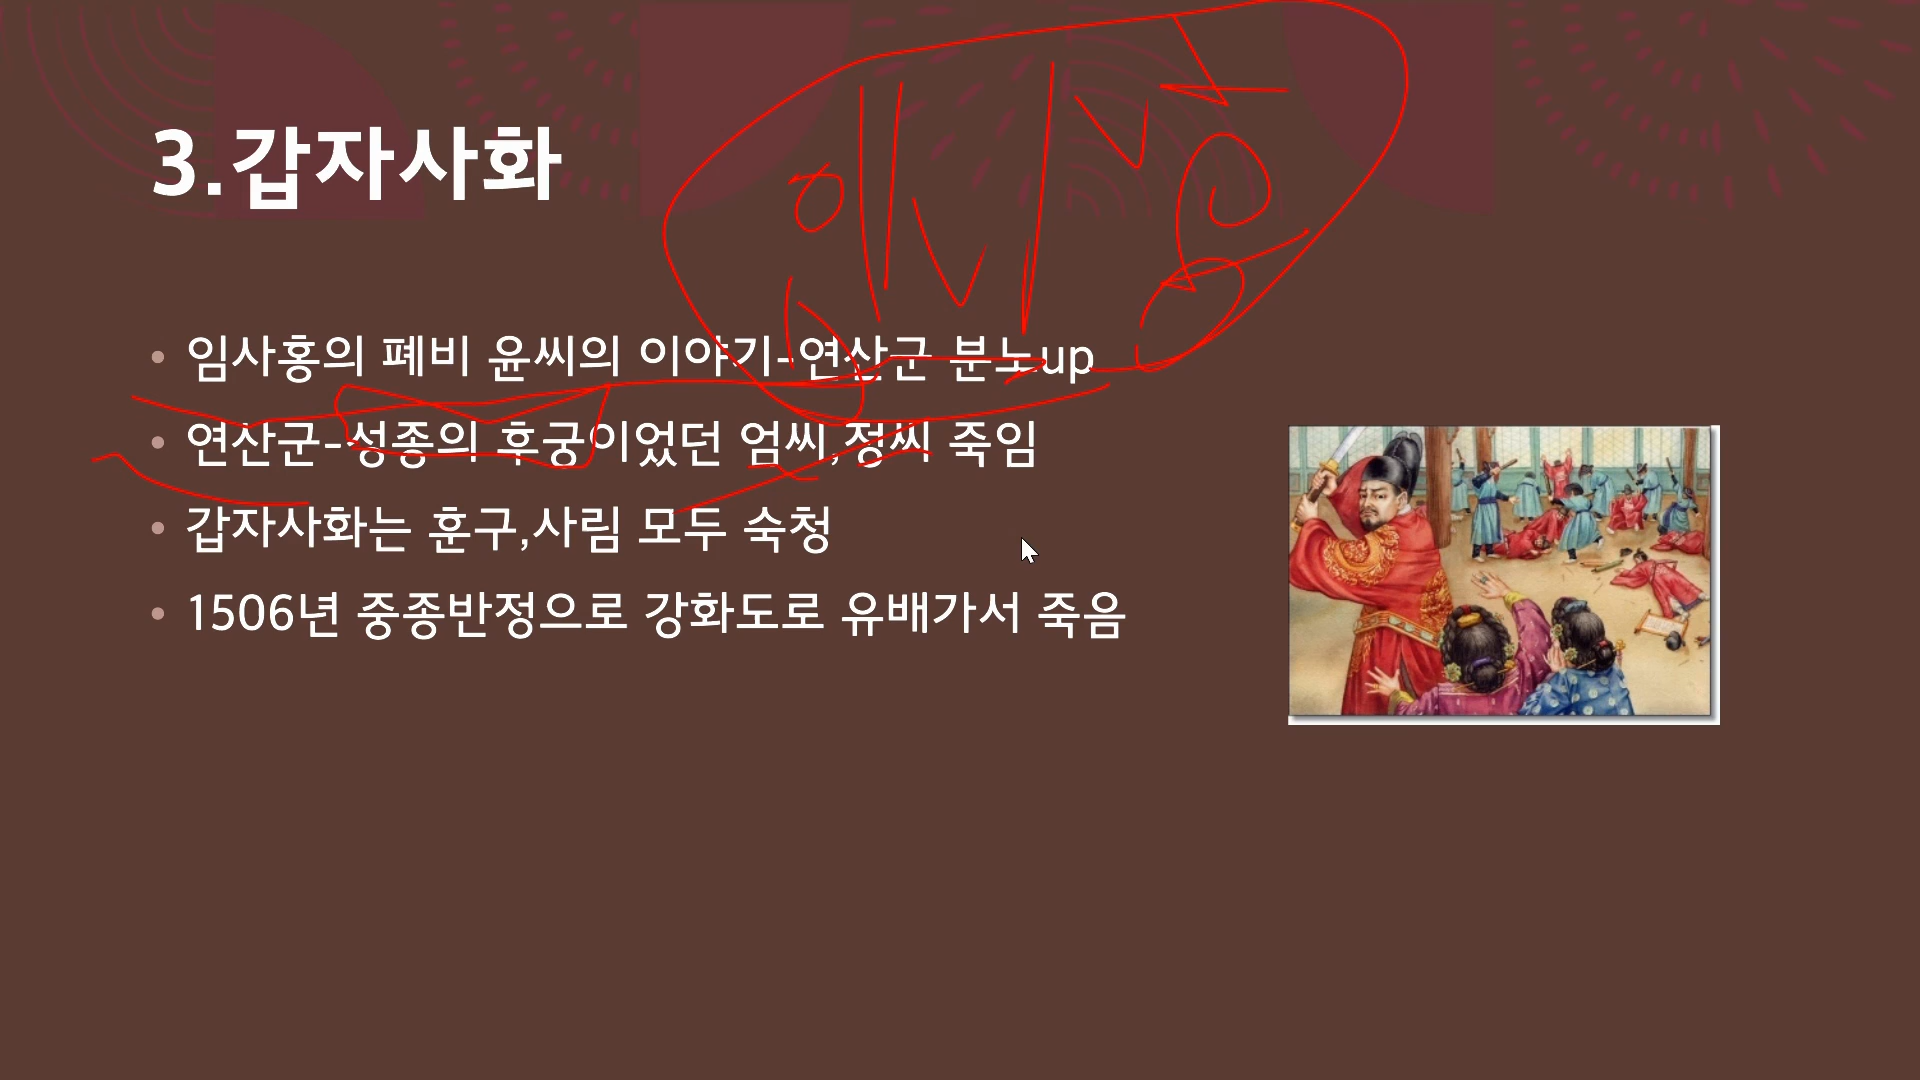 3.갑자사화
임사홍의 폐비 윤씨의 이야기-연산군 분노up
연산군-성종의 후궁이었던 엄씨,정씨 죽임
갑자사화는 훈구,사림 모두 숙청
1506년 중종반정으로 강화도로 유배가서 죽음